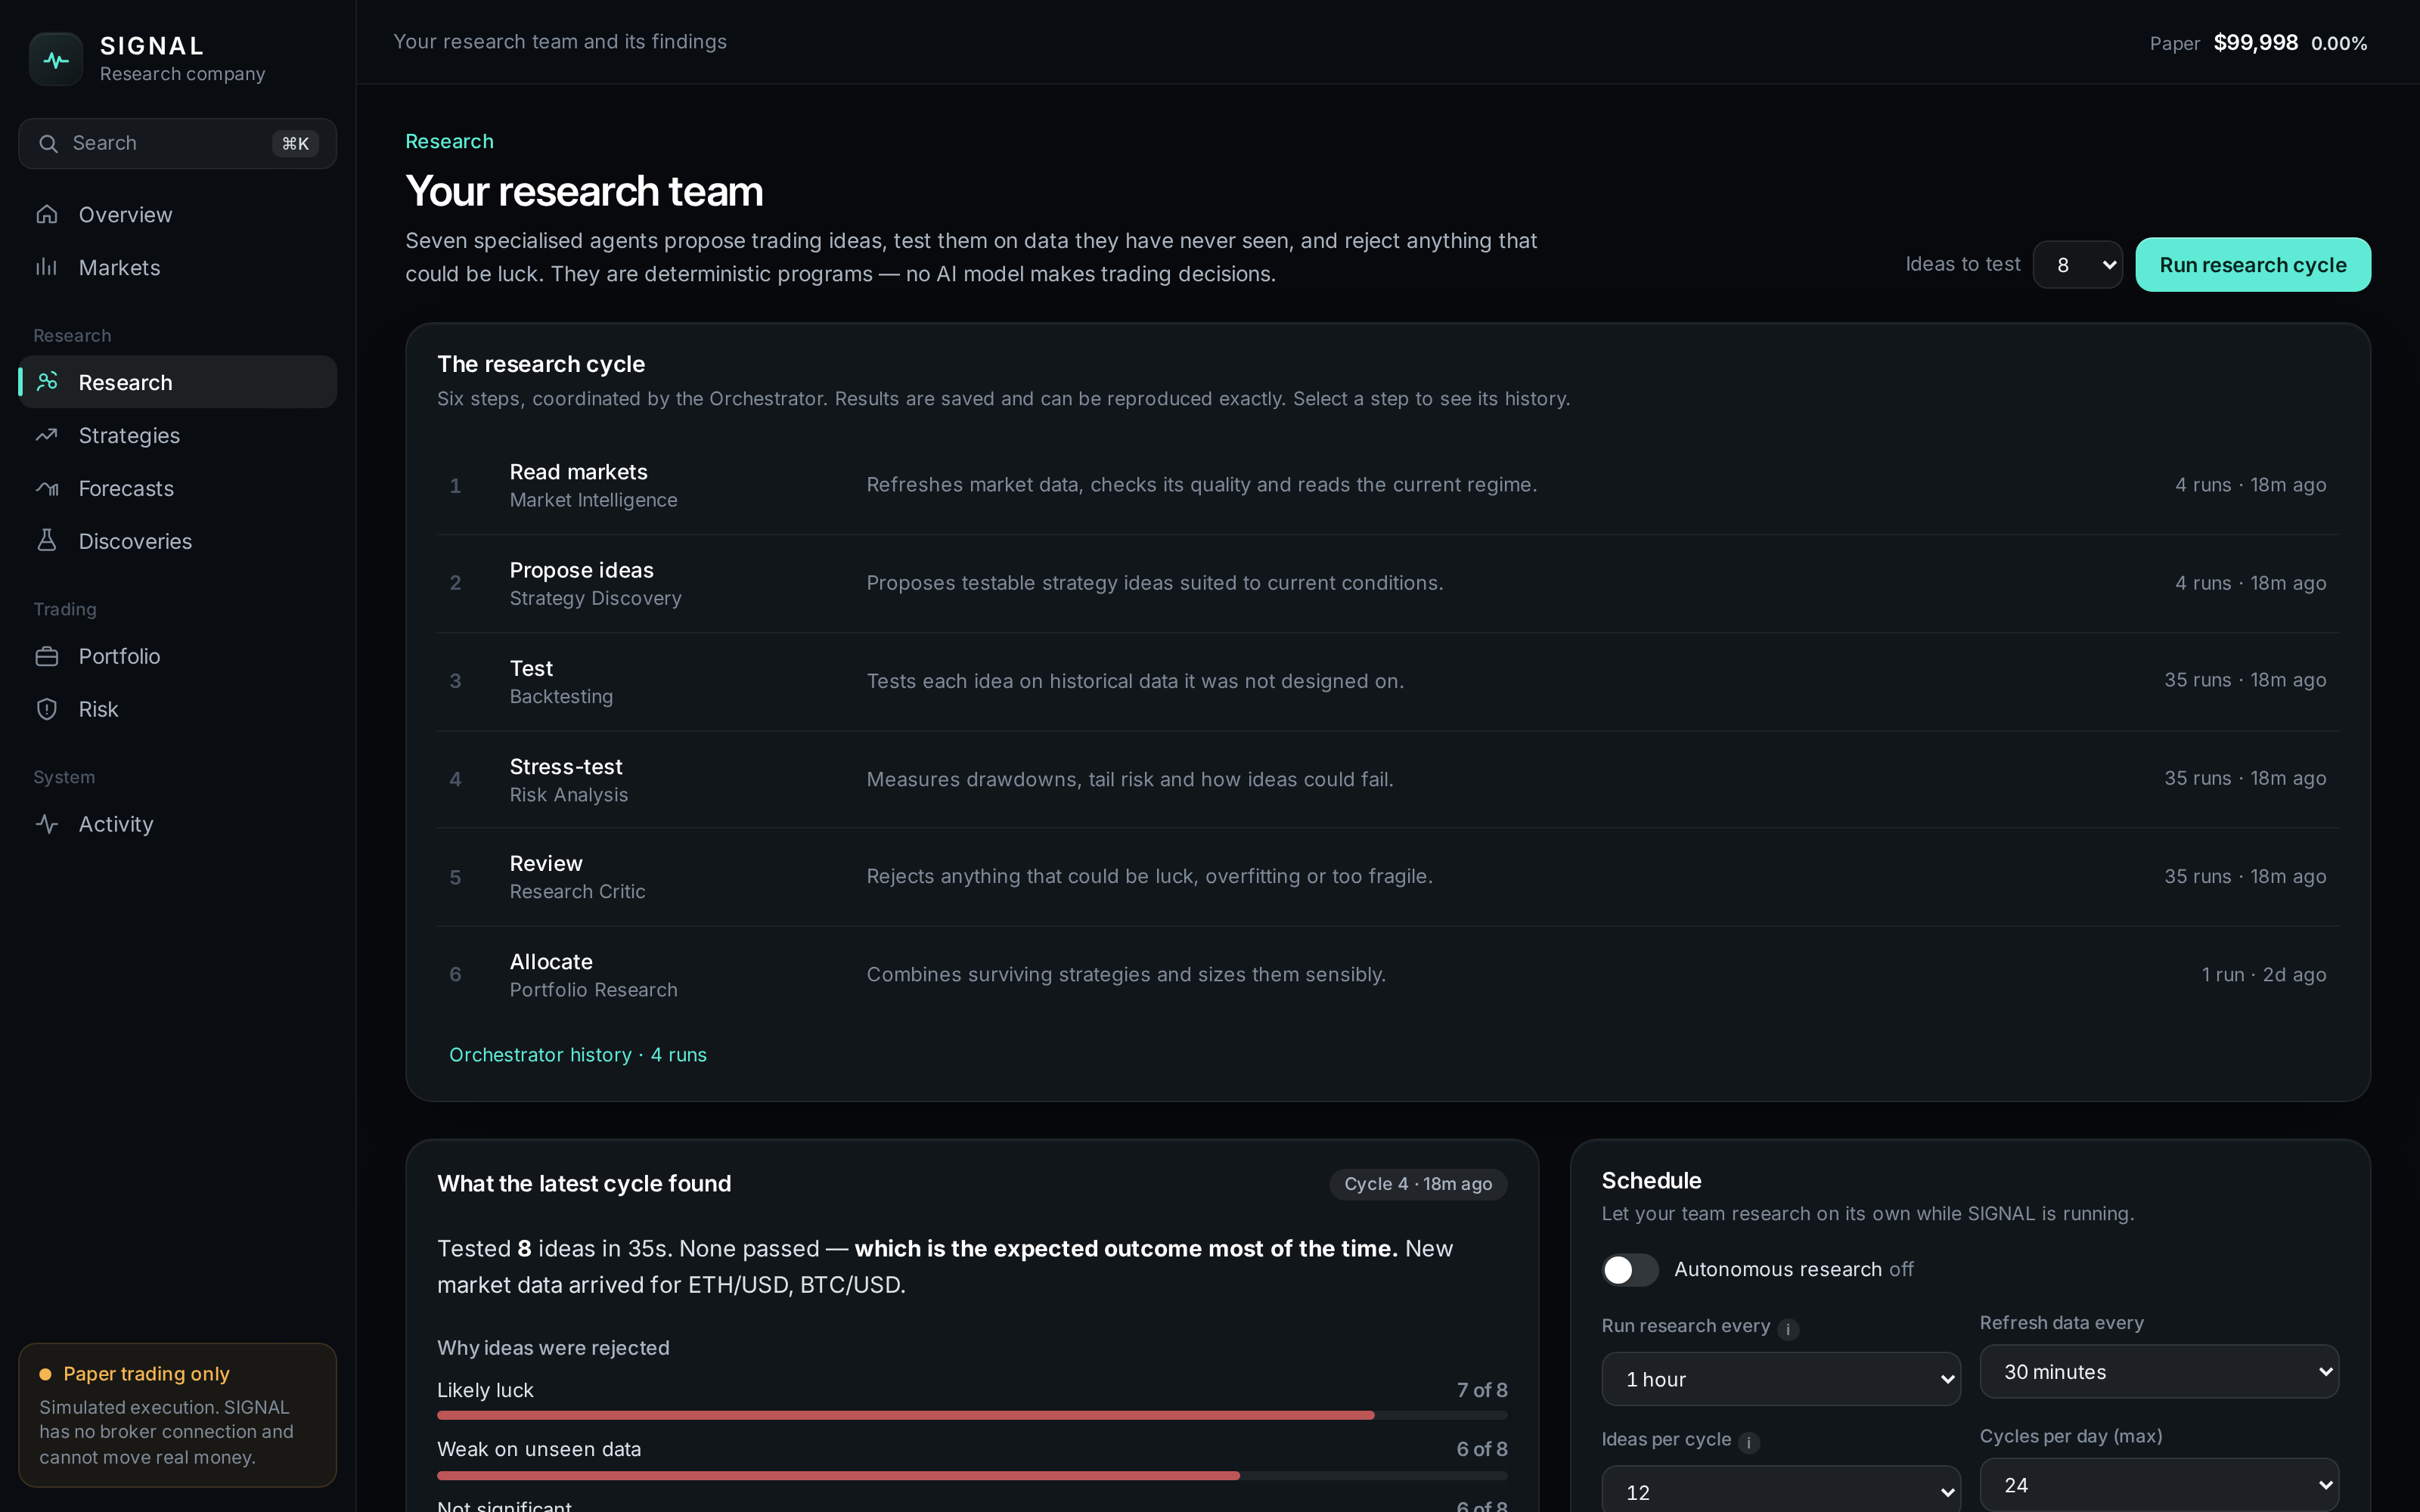 SIGNAL
Research company
Search
⌘K
Overview
Markets
Research
Research
Strategies
Forecasts
Discoveries
Trading
Portfolio
Risk
System
Activity
Paper trading only
Simulated execution. SIGNAL
has no broker connection and
cannot move real money.
Your research team and its findings
Paper $99,998 0.00%
Research
Your research team
Seven specialised agents propose trading ideas, test them on data they have never seen, and reject anything that
could be luck. They are deterministic programs — no AI model makes trading decisions.
Ideas to test 8 Run research cycle
The research cycle
Six steps, coordinated by the Orchestrator. Results are saved and can be reproduced exactly. Select a step to see its history.
1
Read markets
Market Intelligence
Refreshes market data, checks its quality and reads the current regime.
4 runs · 18m ago
2
Propose ideas
Strategy Discovery
Proposes testable strategy ideas suited to current conditions.
4 runs · 18m ago
3
Test
Backtesting
Tests each idea on historical data it was not designed on.
35 runs · 18m ago
4
Stress-test
Risk Analysis
Measures drawdowns, tail risk and how ideas could fail.
35 runs · 18m ago
5
Review
Research Critic
Rejects anything that could be luck, overfitting or too fragile.
35 runs · 18m ago
6
Allocate
Portfolio Research
Combines surviving strategies and sizes them sensibly.
1 run · 2d ago
Orchestrator history · 4 runs
What the latest cycle found
Cycle 4 · 18m ago
Tested 8 ideas in 35s. None passed — which is the expected outcome most of the time. New
market data arrived for ETH/USD, BTC/USD.
Why ideas were rejected
Likely luck 7 of 8
Weak on unseen data 6 of 8
Not significant 6 of 8
Schedule
Let your team research on its own while SIGNAL is running.
Autonomous research off
Run research every i
1 hour
Refresh data every
30 minutes
Ideas per cycle i
12
Cycles per day (max)
24